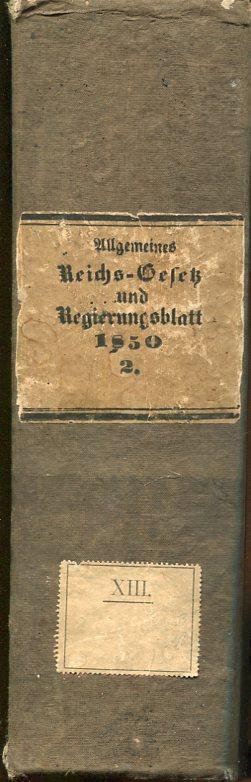 Allgemeines
Reichs-Gesetz
und
Regierungsblatt
1850
2.
XIII.